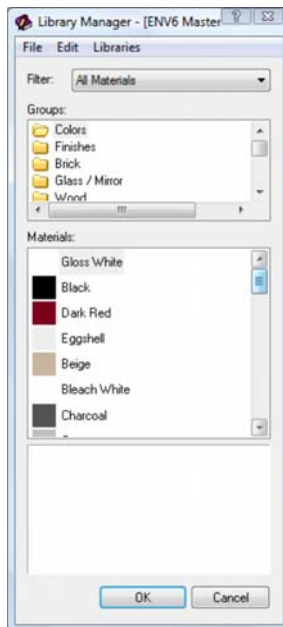 Library Manager - [ENV6 Master
File Edit Libraries
Filter: All Materials
Groups:
Colors
Finishes
Brick
Glass / Mirror
Wood
Materials:
Gloss White
Black
Dark Red
Eggshell
Beige
Bleach White
Charcoal
OK Cancel